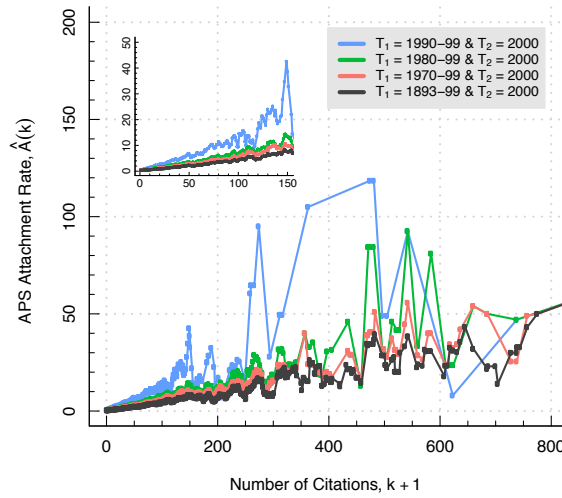 200
150
100
50
0
APS Attachment Rate, Â(k)
50
40
30
20
10
0
0 50 100 150
T₁ = 1990−99 & T₂ = 2000
T₁ = 1980−99 & T₂ = 2000
T₁ = 1970−99 & T₂ = 2000
T₁ = 1893−99 & T₂ = 2000
0 200 400 600 800
Number of Citations, k + 1